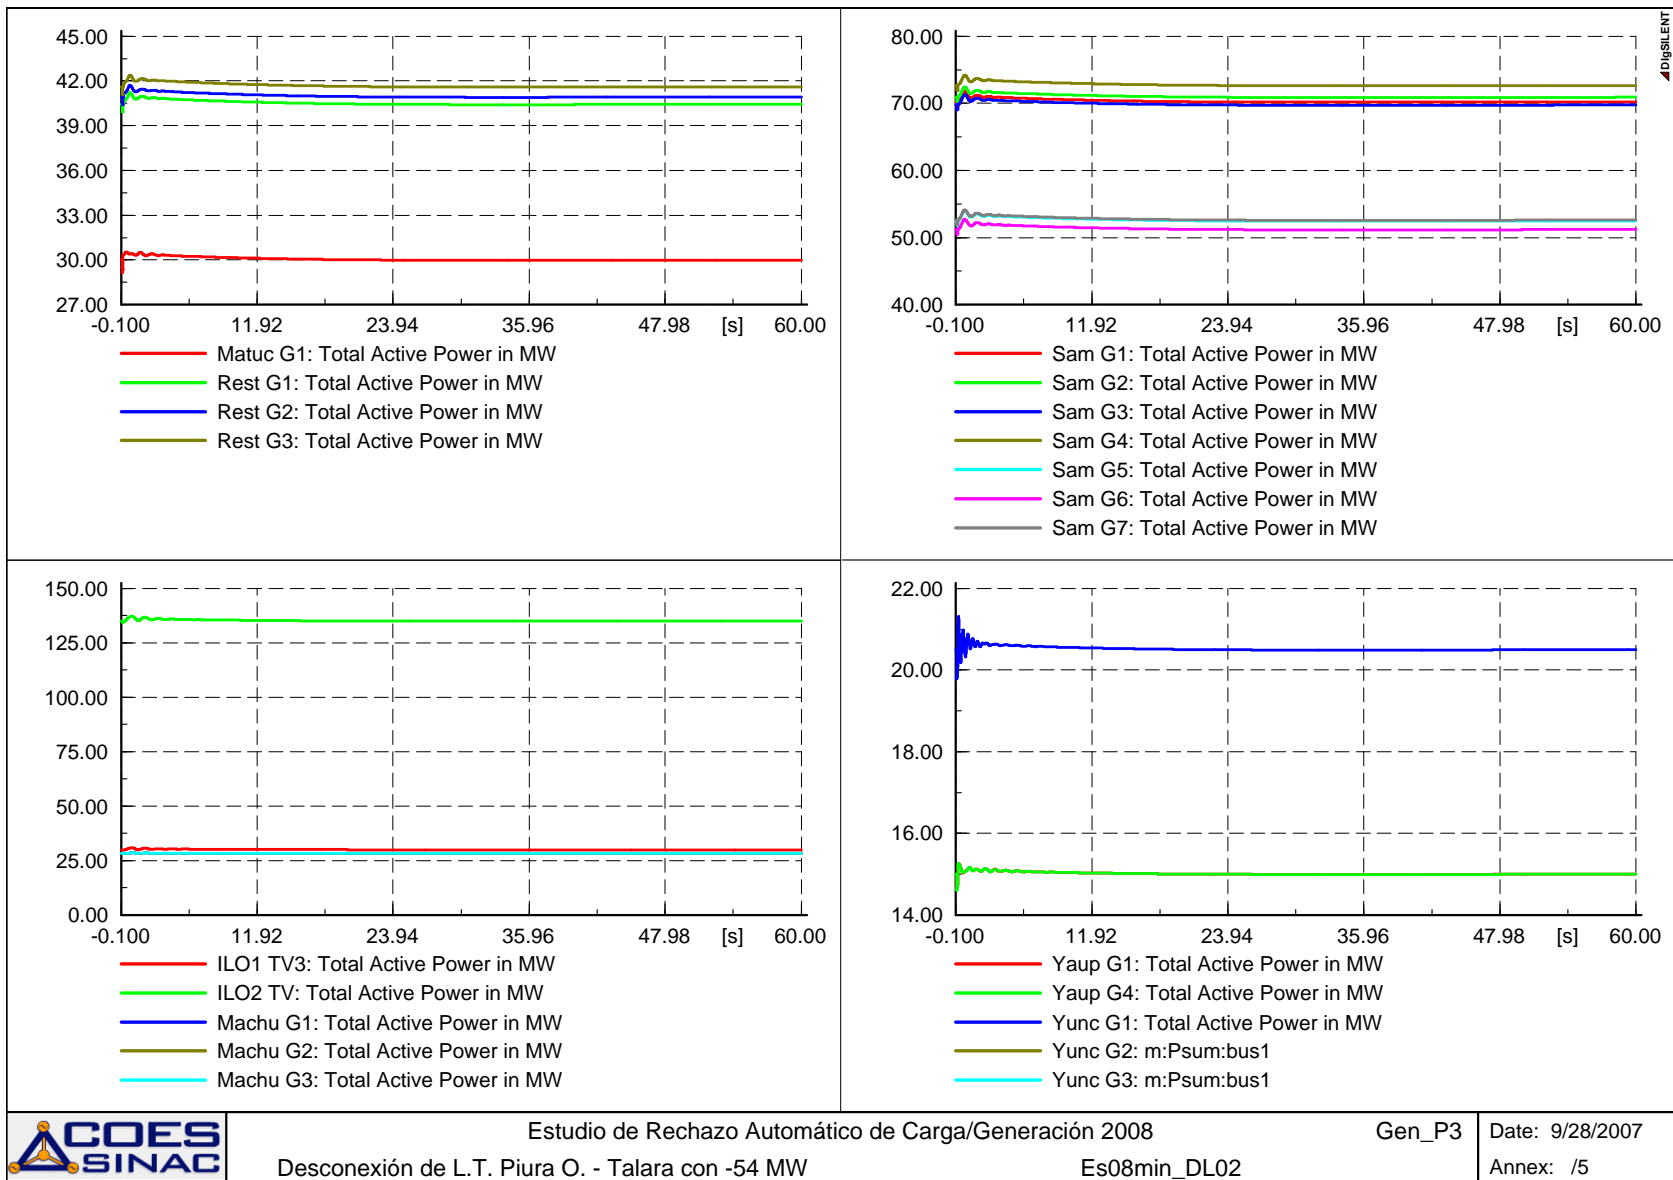 45.00
42.00
39.00
36.00
33.00
30.00
27.00
-0.100 11.92 23.94 35.96 47.98 [s] 60.00
Matuc G1: Total Active Power in MW
Rest G1: Total Active Power in MW
Rest G2: Total Active Power in MW
Rest G3: Total Active Power in MW
80.00
70.00
60.00
50.00
40.00
-0.100 11.92 23.94 35.96 47.98 [s] 60.00
Sam G1: Total Active Power in MW
Sam G2: Total Active Power in MW
Sam G3: Total Active Power in MW
Sam G4: Total Active Power in MW
Sam G5: Total Active Power in MW
Sam G6: Total Active Power in MW
Sam G7: Total Active Power in MW
DIgSILENT
150.00
125.00
100.00
75.00
50.00
25.00
0.00
-0.100 11.92 23.94 35.96 47.98 [s] 60.00
ILO1 TV3: Total Active Power in MW
ILO2 TV: Total Active Power in MW
Machu G1: Total Active Power in MW
Machu G2: Total Active Power in MW
Machu G3: Total Active Power in MW
22.00
20.00
18.00
16.00
14.00
-0.100 11.92 23.94 35.96 47.98 [s] 60.00
Yaup G1: Total Active Power in MW
Yaup G4: Total Active Power in MW
Yunc G1: Total Active Power in MW
Yunc G2: m:Psum:bus1
Yunc G3: m:Psum:bus1
COES
SINAC
Estudio de Rechazo Automático de Carga/Generación 2008 Gen_P3
Desconexión de L.T. Piura O. - Talara con -54 MW Es08min_DL02
Date: 9/28/2007
Annex: /5